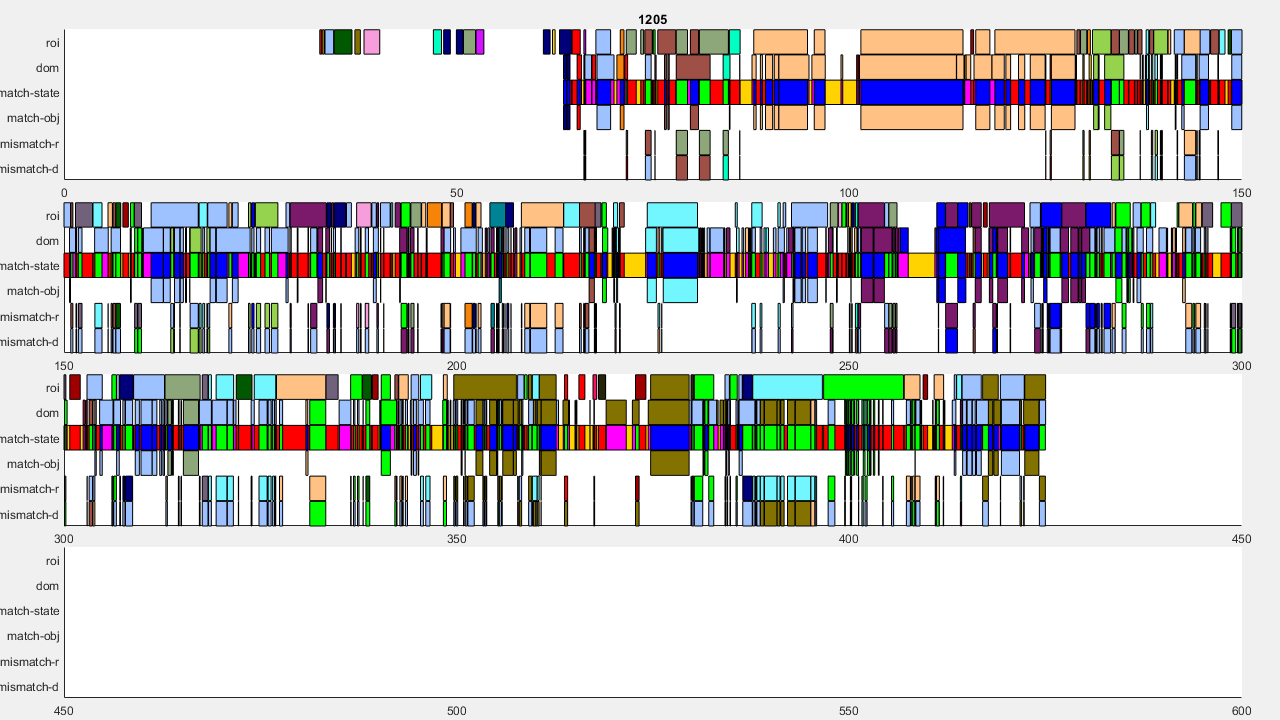 1205
roi
dom
match-state
match-obj
mismatch-r
mismatch-d
0 50 100 150
roi
dom
match-state
match-obj
mismatch-r
mismatch-d
150 200 250 300
roi
dom
match-state
match-obj
mismatch-r
mismatch-d
300 350 400 450
roi
dom
match-state
match-obj
mismatch-r
mismatch-d
450 500 550 600